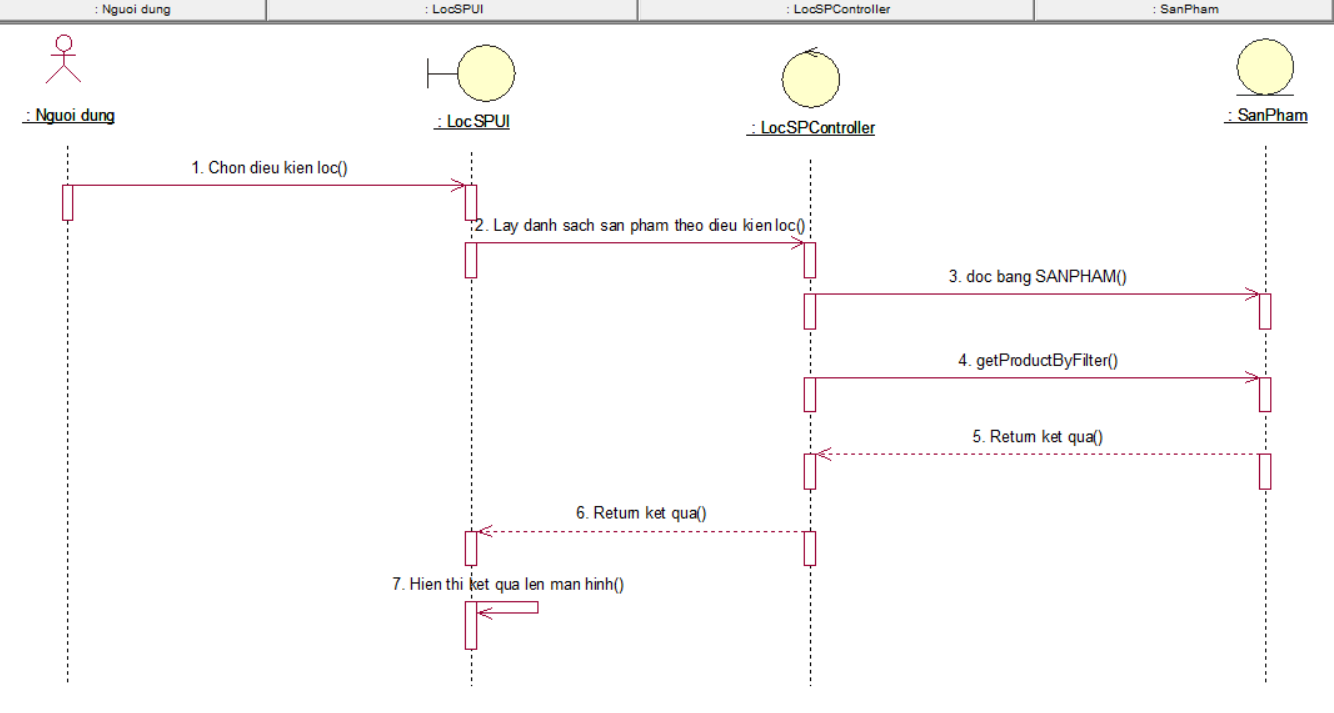 : Nguoi dung
: LocSPUI
: LocSPController
: SanPham
: Nguoi dung
: LocSPUI
: LocSPController
: SanPham
1. Chon dieu kien loc()
2. Lay danh sach san pham theo dieu kien loc()
3. doc bang SANPHAM()
4. getProductByFilter()
5. Return ket qua()
6. Return ket qua()
7. Hien thi ket qua len man hinh()